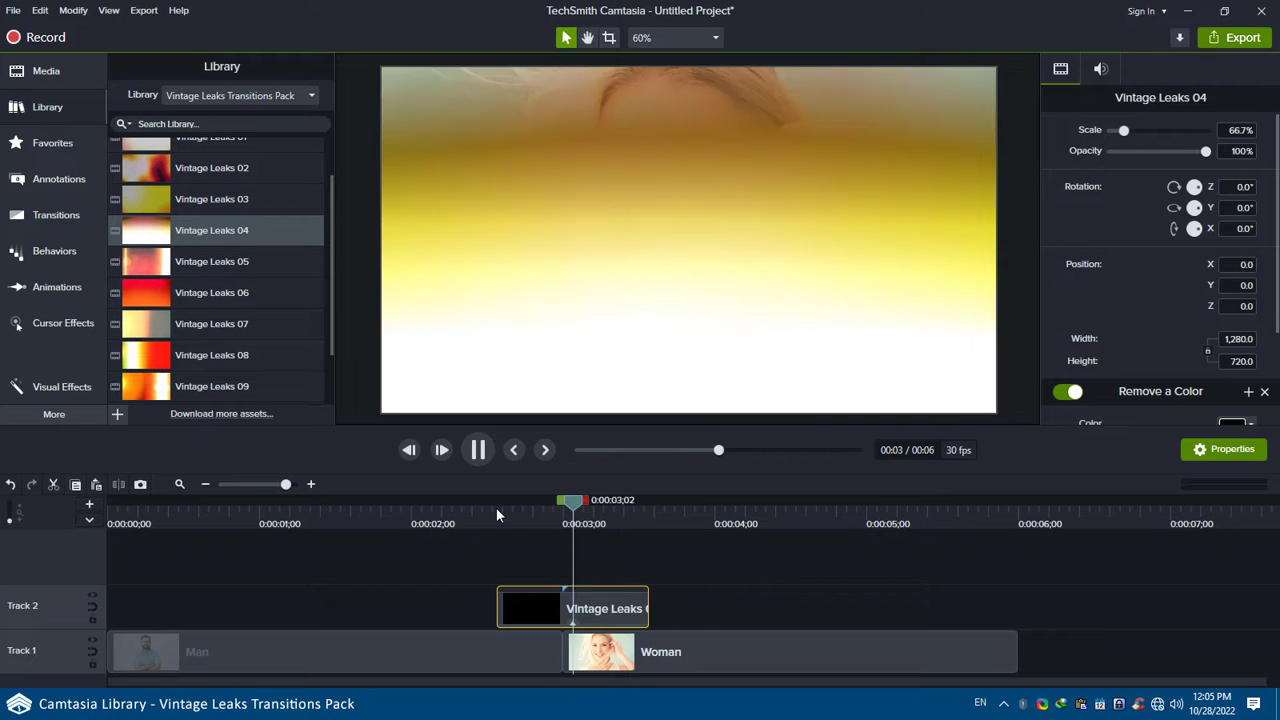 File Edit Modify View Export Help
TechSmith Camtasia - Untitled Project*
Sign In
Record
60%
Export
Media
Library
Favorites
Annotations
Transitions
Behaviors
Animations
Cursor Effects
Visual Effects
More
Library
Library Vintage Leaks Transitions Pack
Search Library...
Vintage Leaks 02
Vintage Leaks 03
Vintage Leaks 04
Vintage Leaks 05
Vintage Leaks 06
Vintage Leaks 07
Vintage Leaks 08
Vintage Leaks 09
Download more assets...
Vintage Leaks 04
Scale 66.7%
Opacity 100%
Rotation: Z 0.0°
Y 0.0°
X 0.0°
Position: X 0.0
Y 0.0
Z 0.0
Width: 1,280.0
Height: 720.0
Remove a Color
Color
00:03 / 00:06 30 fps
Properties
0:00:03;02
0:00:00;00 0:00:01;00 0:00:02;00 0:00:03;00 0:00:04;00 0:00:05;00 0:00:06;00 0:00:07;00
Track 2
Vintage Leaks
Track 1
Man
Woman
Camtasia Library - Vintage Leaks Transitions Pack
EN
12:05 PM
10/28/2022